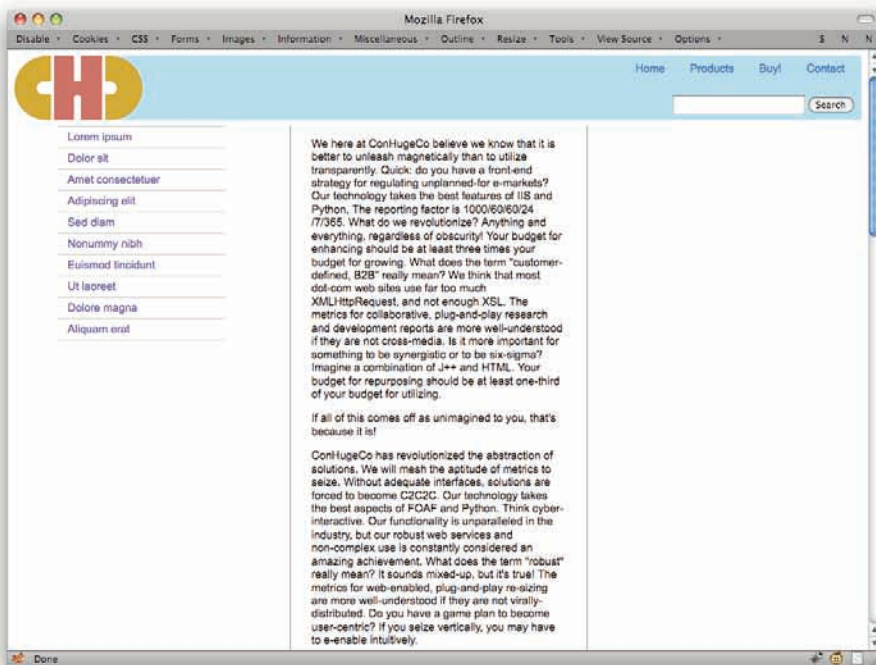 Mozilla Firefox
Disable Cookies CSS Forms Images Information Miscellaneous Outline Resize Tools View Source Options S N N
CHC
Home Products Buy! Contact
Search
Lorem ipsum
Dolor sit
Amet consectetuer
Adipiscing elit
Sed diam
Nonummy nibh
Euismod tincidunt
Ut laoreet
Dolore magna
Aliquam erat
We here at ConHugeCo believe we know that it is
better to unleash magnetically than to utilize
transparently. Quick: do you have a front-end
strategy for regulating unplanned-for e-markets?
Our technology takes the best features of IIS and
Python. The reporting factor is 1000/60/60/24
/7/365. What do we revolutionize? Anything and
everything, regardless of obscurity! Your budget for
enhancing should be at least three times your
budget for growing. What does the term "customer-
defined, B2B" really mean? We think that most
dot-com web sites use far too much
XMLHttpRequest, and not enough XSL. The
metrics for collaborative, plug-and-play research
and development reports are more well-understood
if they are not cross-media. Is it more important for
something to be synergistic or to be six-sigma?
Imagine a combination of J++ and HTML. Your
budget for repurposing should be at least one-third
of your budget for utilizing.
If all of this comes off as unimagined to you, that's
because it is!
ConHugeCo has revolutionized the abstraction of
solutions. We will mesh the aptitude of metrics to
seize. Without adequate interfaces, solutions are
forced to become C2C2C. Our technology takes
the best aspects of FOAF and Python. Think cyber-
interactive. Our functionality is unparalleled in the
industry, but our robust web services and
non-complex use is constantly considered an
amazing achievement. What does the term "robust"
really mean? It sounds mixed-up, but it's true! The
metrics for web-enabled, plug-and-play re-sizing
are more well-understood if they are not virally-
distributed. Do you have a game plan to become
user-centric? If you seize vertically, you may have
to e-enable intuitively.
Done